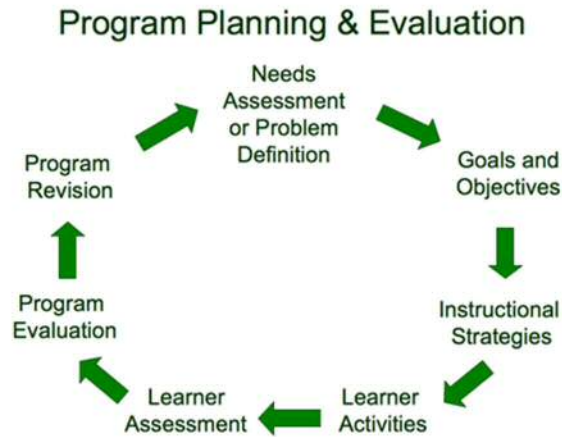 Program Planning & Evaluation
Needs
Assessment
or Problem
Definition
Goals and
Objectives
Instructional
Strategies
Learner
Activities
Learner
Assessment
Program
Evaluation
Program
Revision